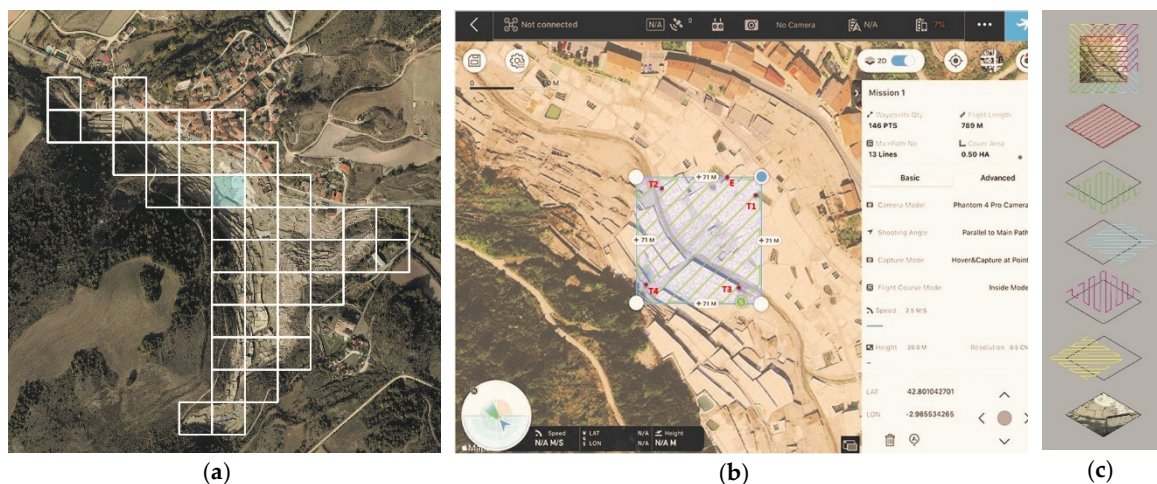 Not connected N/A 0 No Camera N/A 7%
2D
0 M
Mission 1
Waypoints Qty Flight Length
146 PTS 789 M
MainPath No Cover Area
13 Lines 0.50 HA
Basic Advanced
Camera Model Phantom 4 Pro Camera
Shooting Angle Parallel to Main Path
Capture Mode Hover&Capture at Point
Flight Course Mode Inside Mode
Speed 2.5 M/S
Height 20.0 M Resolution 0.5 CM
LAT 42.801042701
LON -2.985534265
+ 71 M
T2
E
T1
+ 71 M
+ 71 M
T4
T3
+ 71 M
S
Speed WGS LAT N/A Height
N/A M/S LON N/A N/A M
(a)
(b)
(c)